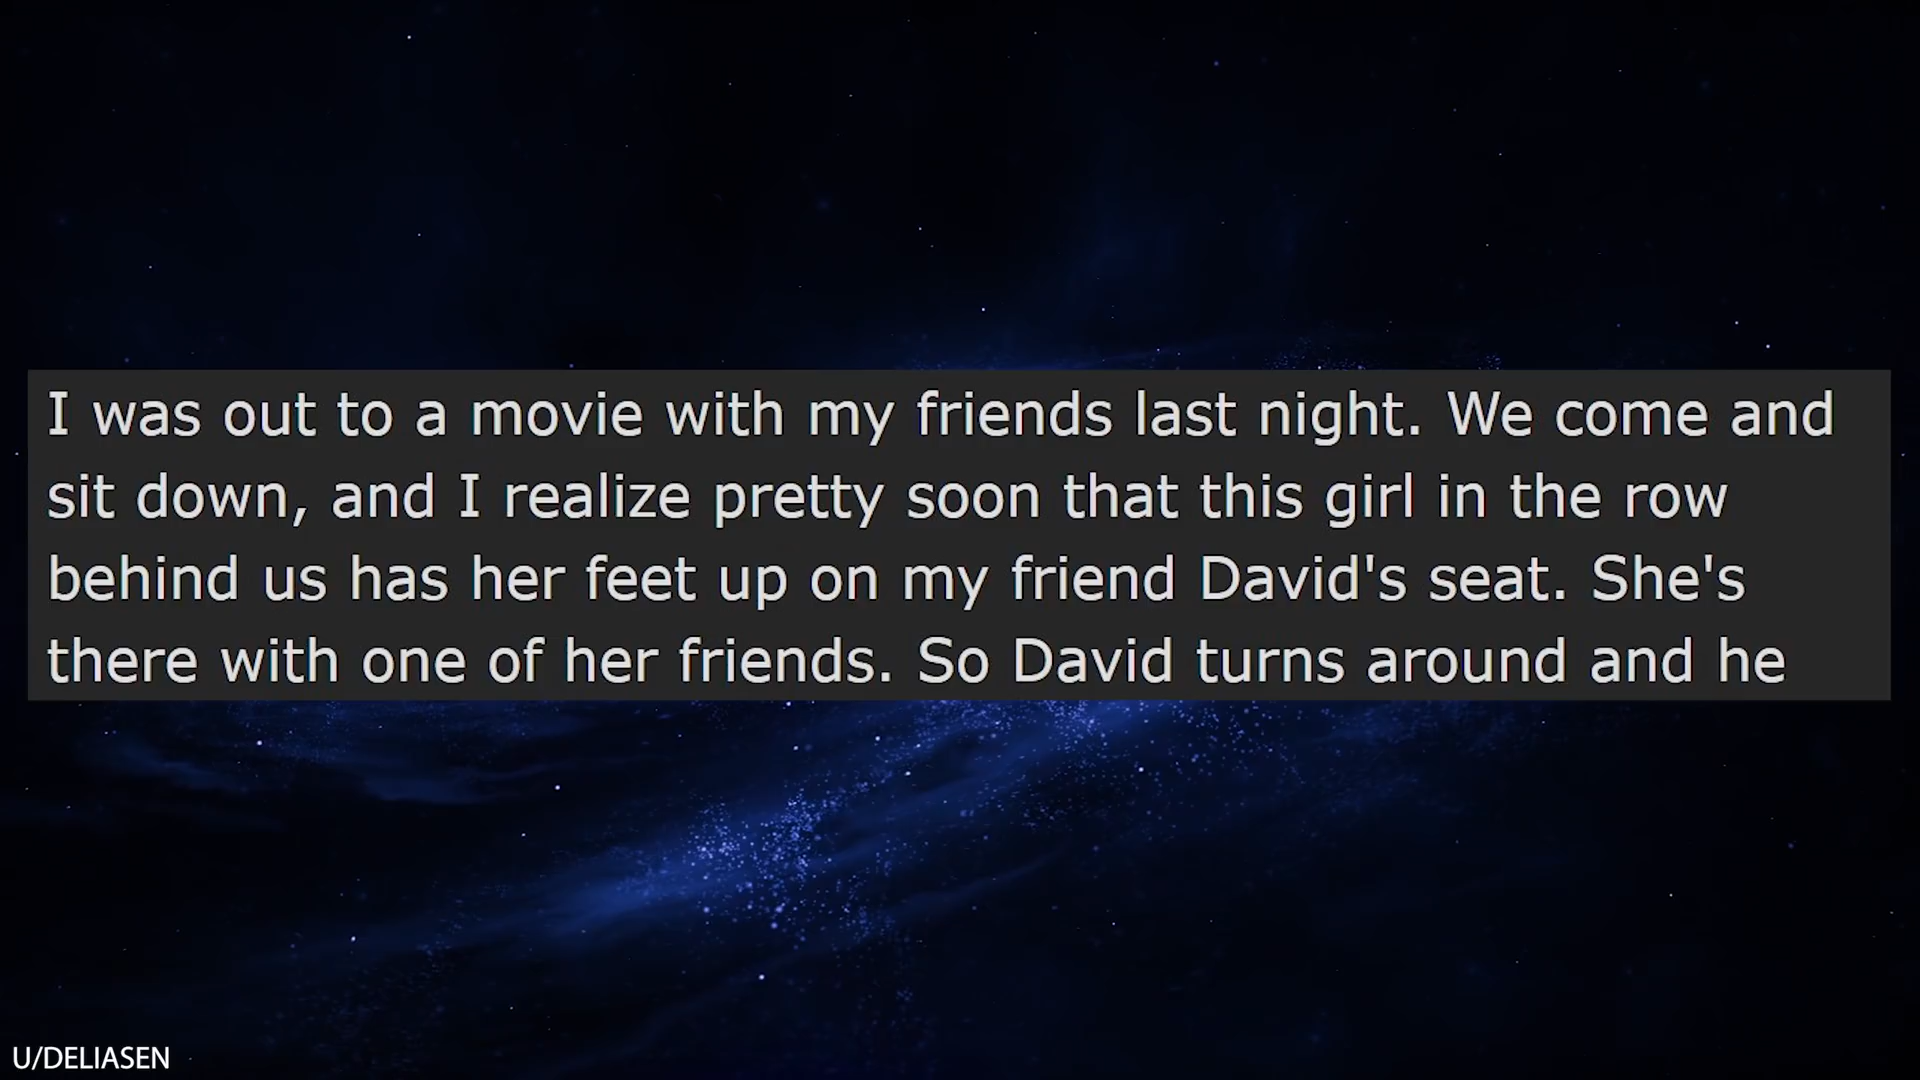 I was out to a movie with my friends last night. We come and
sit down, and I realize pretty soon that this girl in the row
behind us has her feet up on my friend David's seat. She's
there with one of her friends. So David turns around and he
U/DELIASEN